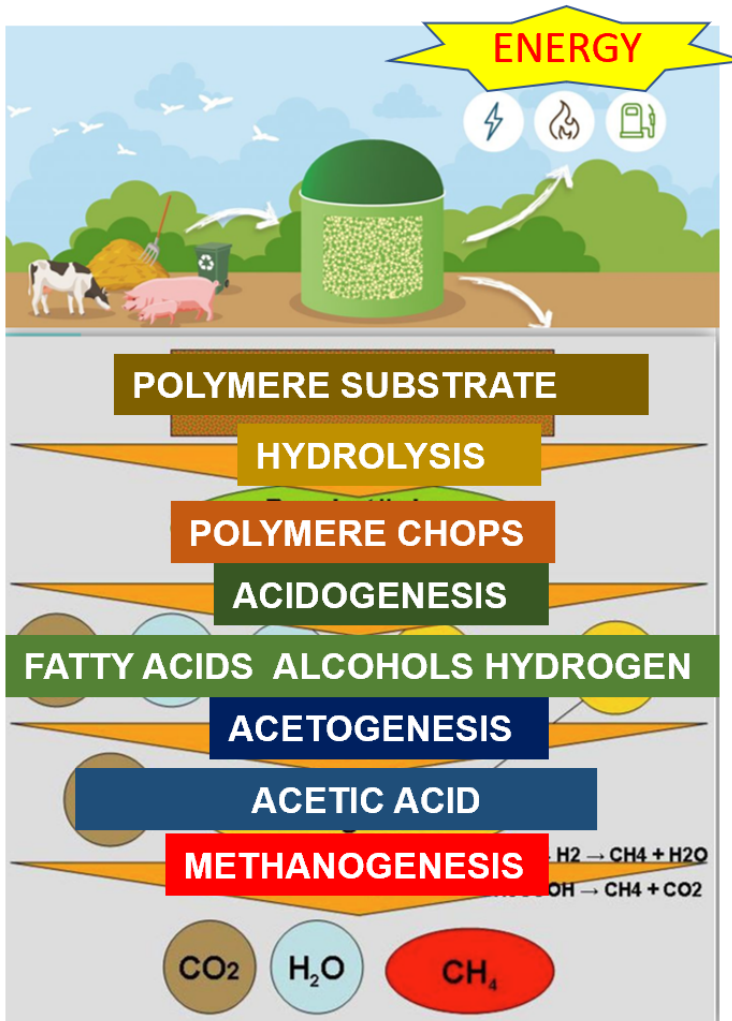 ENERGY
POLYMERE SUBSTRATE
HYDROLYSIS
POLYMERE CHOPS
ACIDOGENESIS
FATTY ACIDS  ALCOHOLS HYDROGEN
ACETOGENESIS
ACETIC ACID
METHANOGENESIS
H2 → CH4 + H2O
OH → CH4 + CO2
CO2 H₂O CH₄